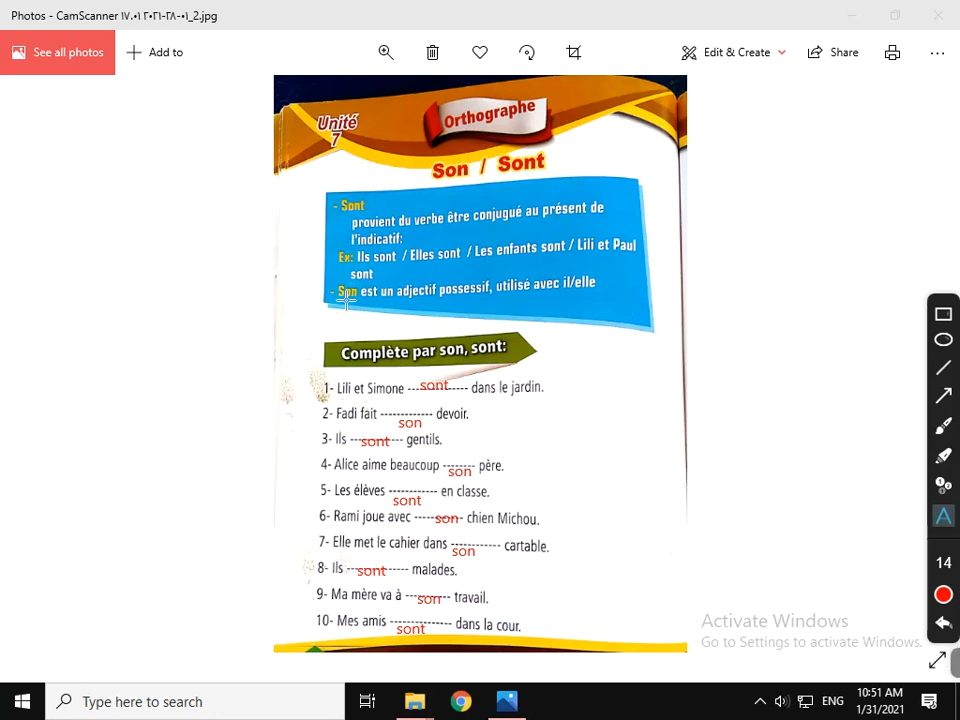 Photos - CamScanner ١٧.٠١ ٢٠٢١-٢٨-٠١_2.jpg
See all photos
Add to
Edit & Create
Share
Unité
7
Orthographe
Son / Sont
- Sont
provient du verbe être conjugué au présent de
l'indicatif:
Ex: Ils sont / Elles sont / Les enfants sont / Lili et Paul
sont
- Son est un adjectif possessif, utilisé avec il/elle
Complète par son, sont:
1- Lili et Simone ---sont----- dans le jardin.
2- Fadi fait ------------ devoir.
son
3- Ils --sont--- gentils.
4- Alice aime beaucoup -------- père.
son
5- Les élèves ----------- en classe.
sont
6- Rami joue avec -----son- chien Michou.
7- Elle met le cahier dans ------------ cartable.
son
8- Ils --sont----- malades.
9- Ma mère va à ---son--- travail.
10- Mes amis --------------- dans la cour.
sont
14
Activate Windows
Go to Settings to activate Windows.
Type here to search
ENG
10:51 AM
1/31/2021